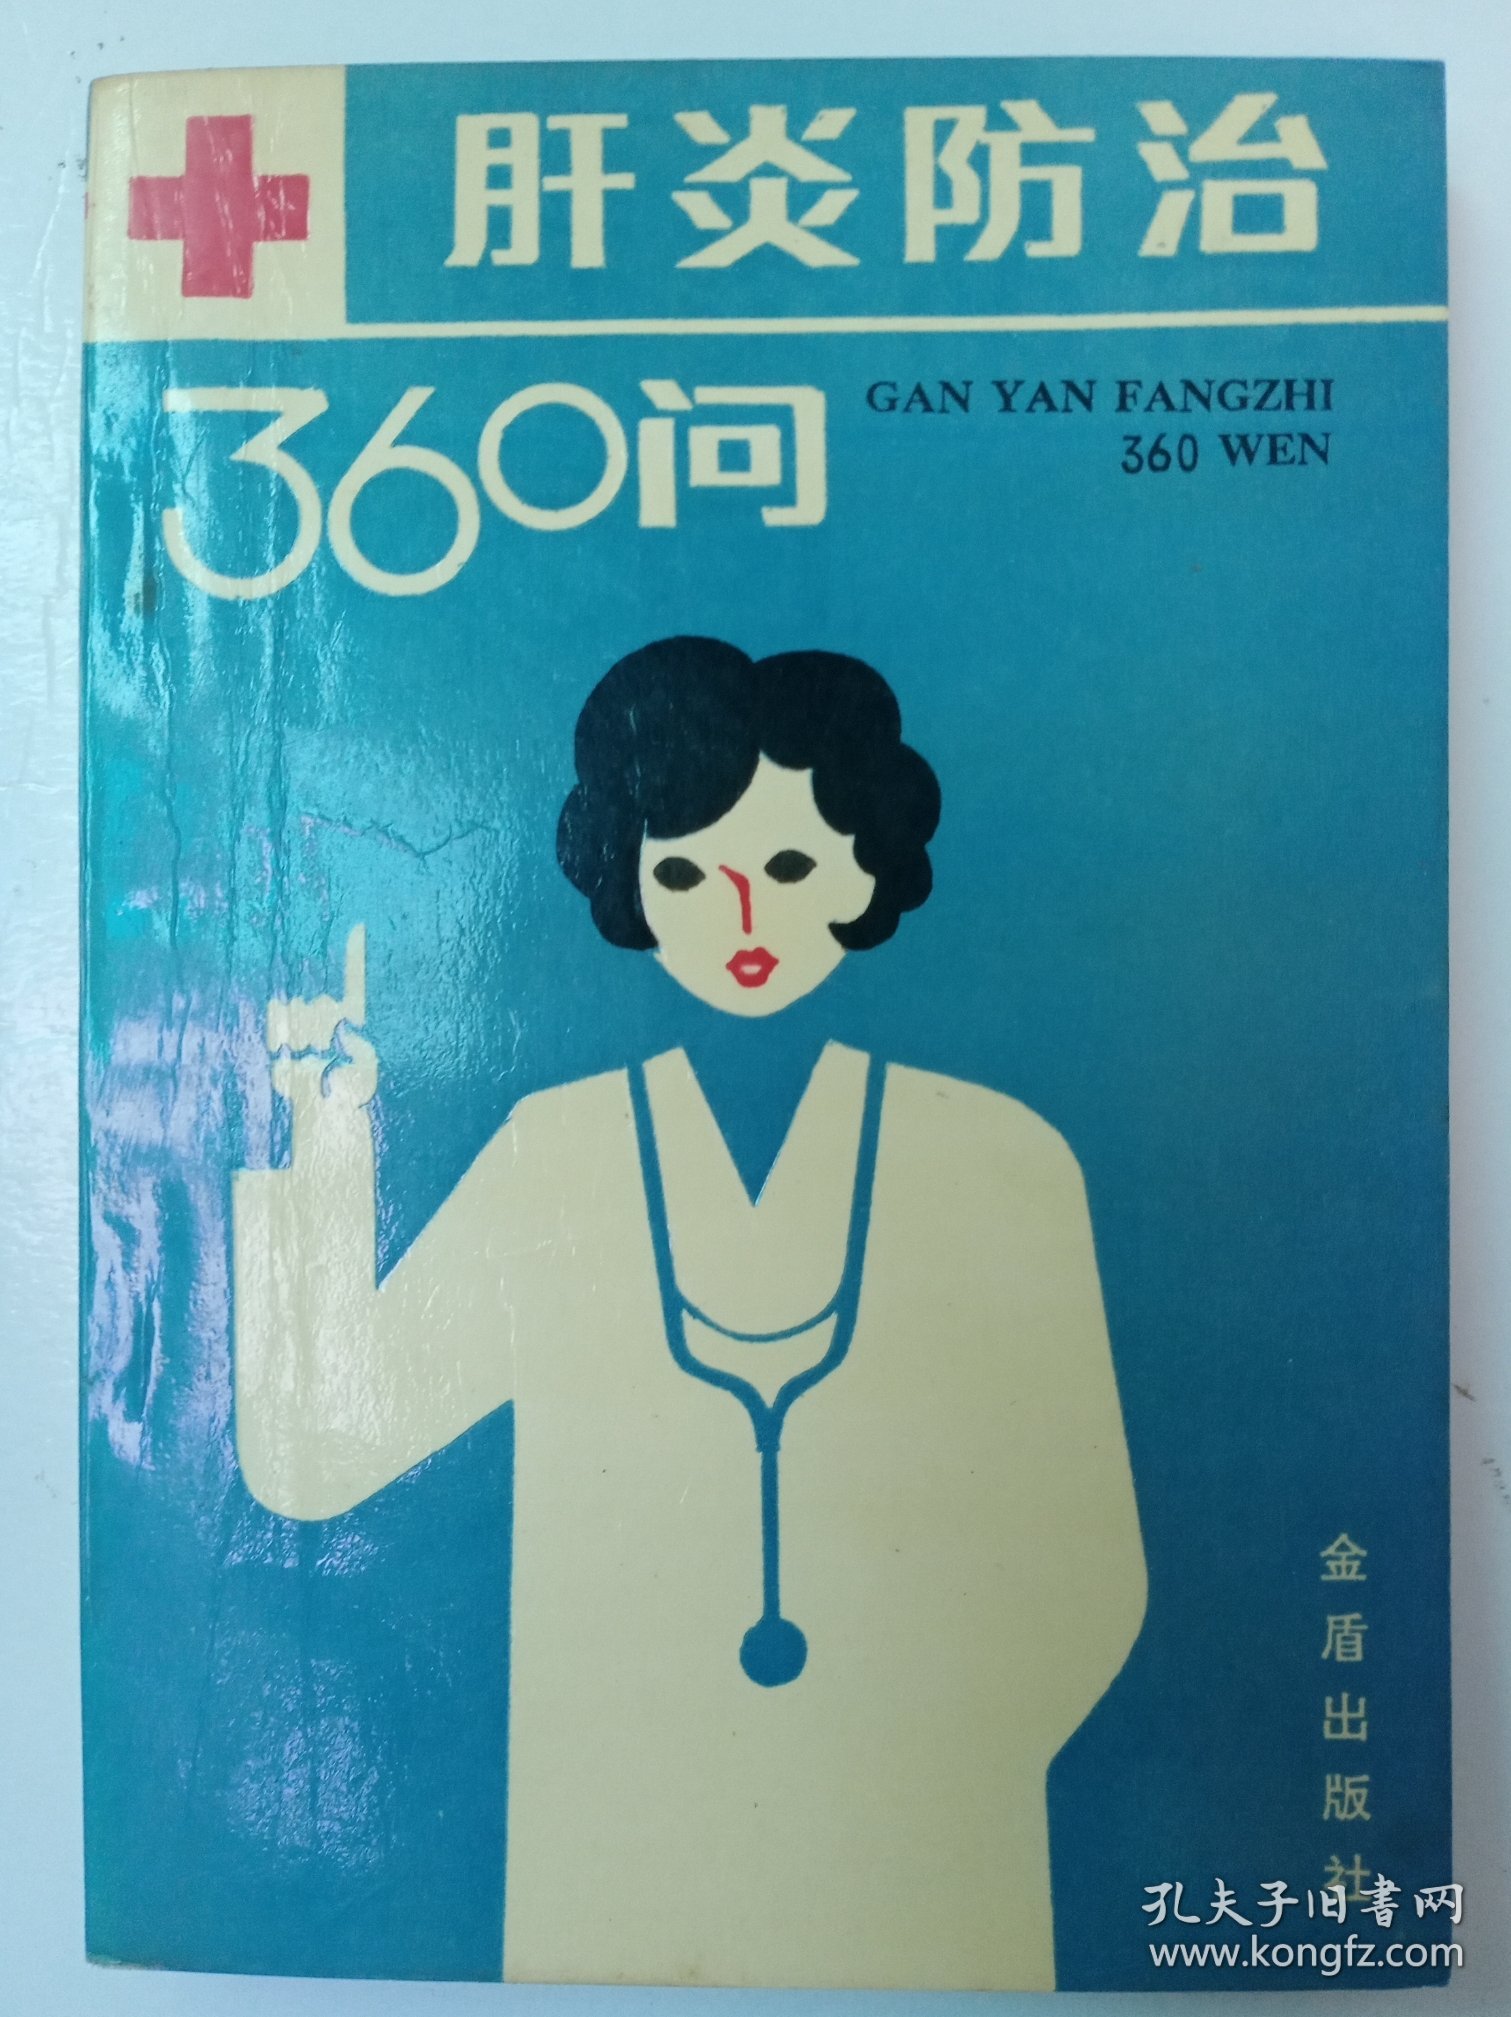 肝炎防治
360问
GAN YAN FANGZHI
360 WEN
金盾出版社
孔夫子旧书网
www.kongfz.com